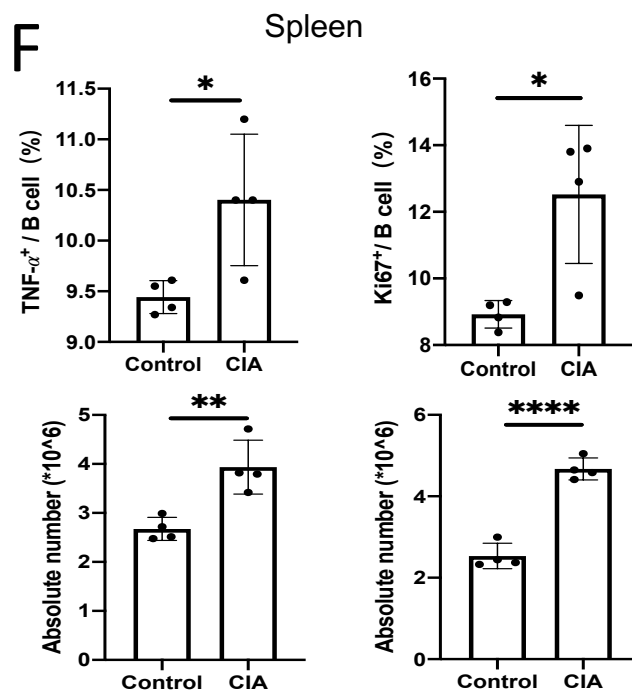 F
Spleen
TNF-α+ / B cell (%)
11.5
11.0
10.5
10.0
9.5
9.0
*
Control
CIA
Ki67+/ B cell (%)
16
14
12
10
8
*
Control
CIA
Absolute number (*10^6)
5
4
3
2
1
0
**
Control
CIA
Absolute number (*10^6)
6
4
2
0
****
Control
CIA